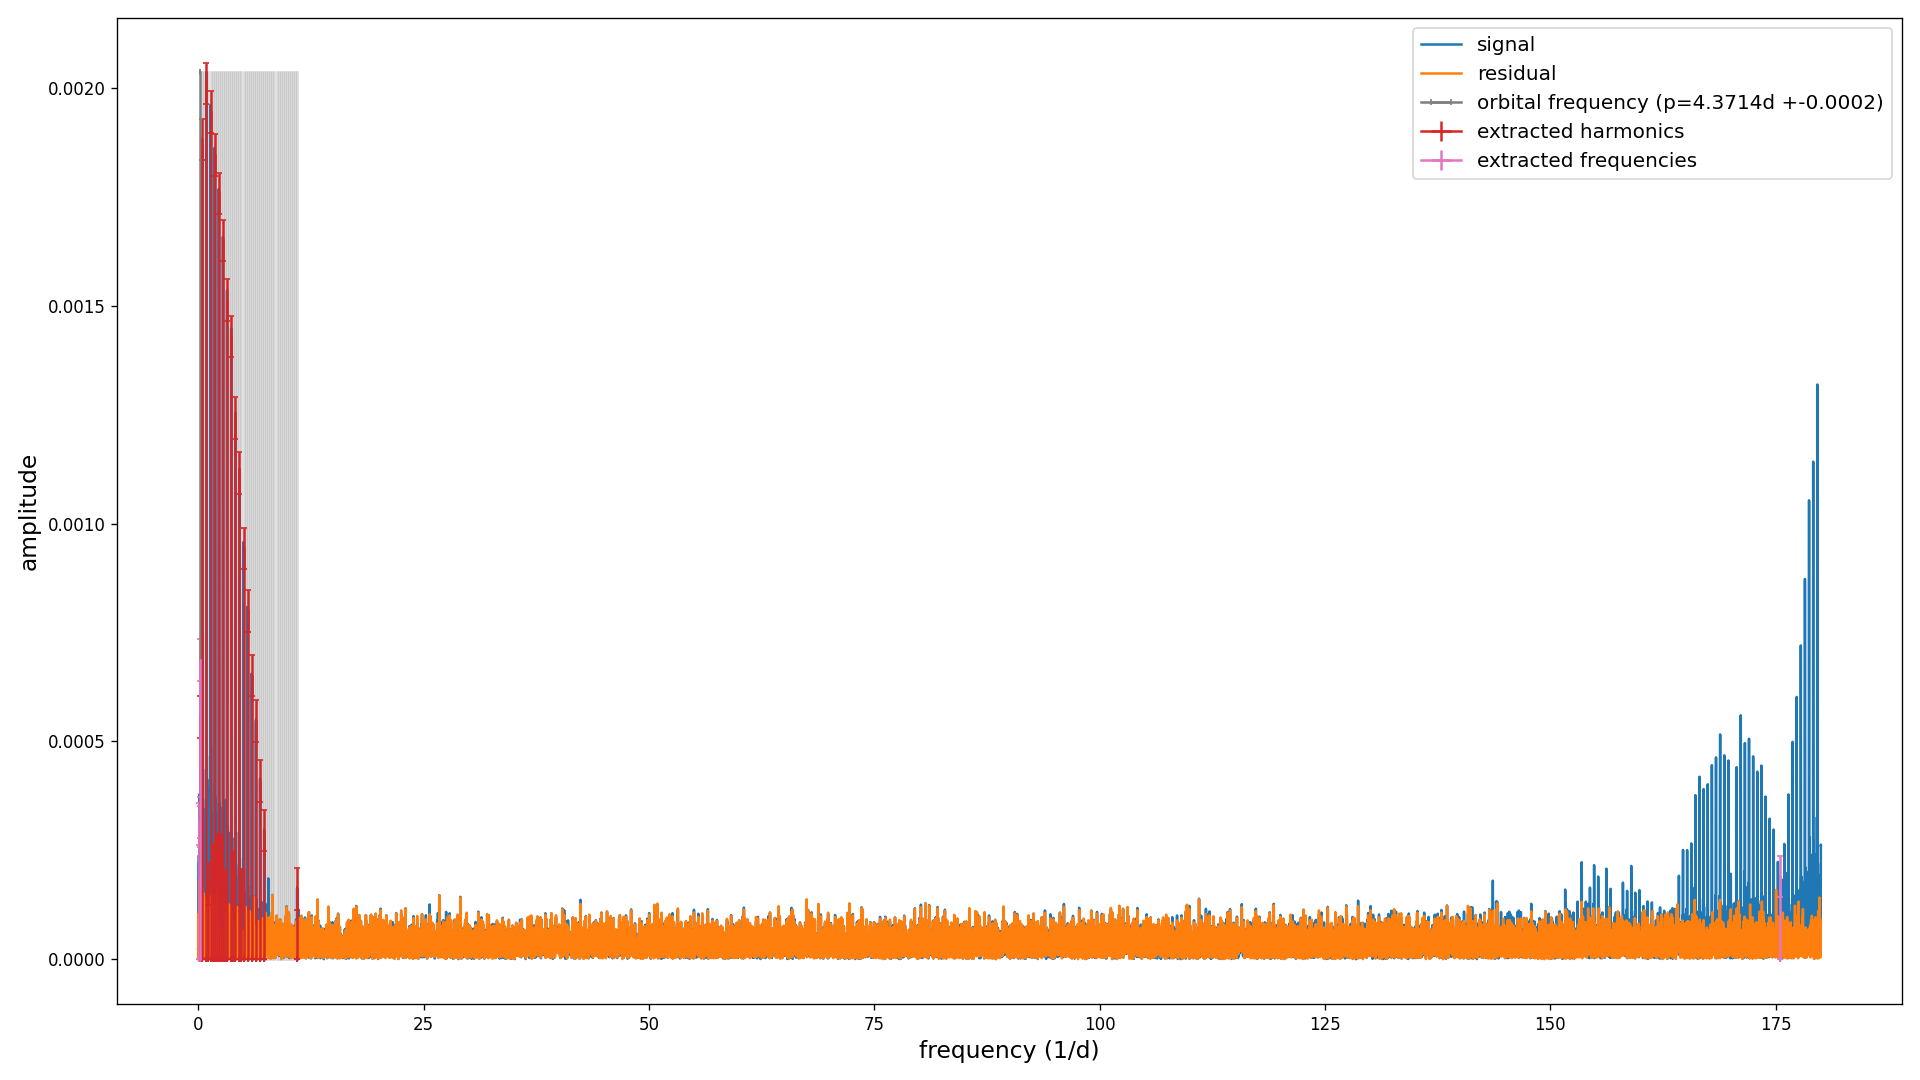 signal
residual
orbital frequency (p=4.3714d +-0.0002)
extracted harmonics
extracted frequencies
0.0020
0.0015
0.0010
0.0005
0.0000
amplitude
0 25 50 75 100 125 150 175
frequency (1/d)